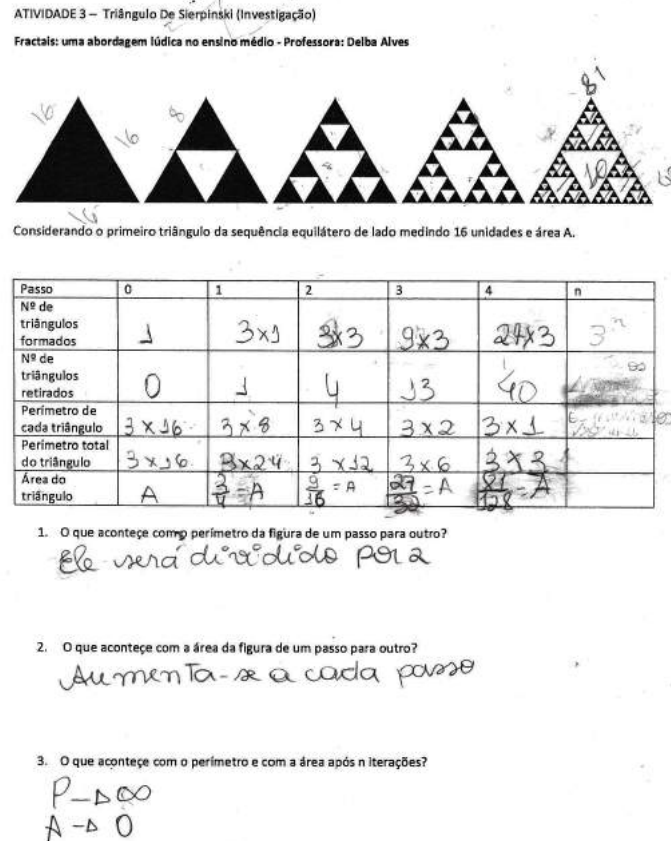 ATIVIDADE 3 – Triângulo De Sierpinski (Investigação)
Fractais: uma abordagem lúdica no ensino médio - Professora: Delba Alves
81
16 16 8 8 10
16
Considerando o primeiro triângulo da sequência equilátero de lado medindo 16 unidades e área A.
Passo 0 1 2 3 4 n
Nº de
triângulos
formados 1 3x1 3x3 9x3 27x3 3ⁿ
Nº de
triângulos
retirados 0 1 4 13 40 ∞
Perímetro de
cada triângulo 3 x 16 3 x 8 3 x 4 3 x 2 3 x 1
Perímetro total
do triângulo 3 x 16 3x24 3 x 12 3 x 6 3 x 3
Área do
triângulo A 3/4 = A 9/16 = A 27/32 = A 81/128 = A
1. O que aconteçe com o perímetro da figura de um passo para outro?
Ele será dividido por 2
2. O que aconteçe com a área da figura de um passo para outro?
Aumenta-se a cada passo
3. O que aconteçe com o perímetro e com a área após n iterações?
P → ∞
A → 0